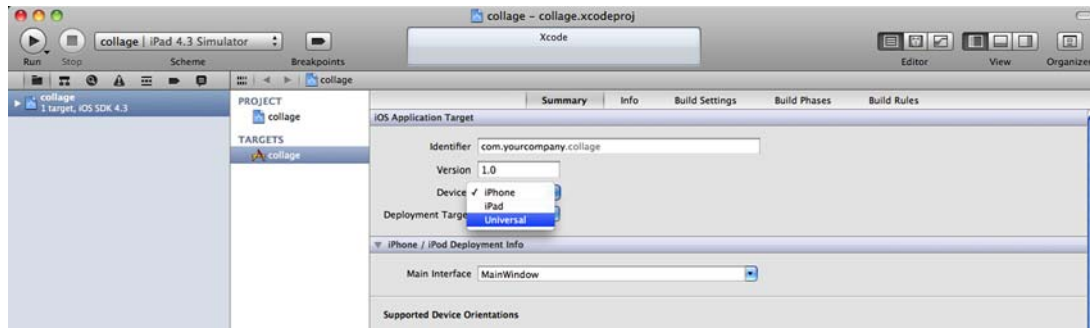 collage – collage.xcodeproj
collage | iPad 4.3 Simulator
Xcode
Run Stop Scheme Breakpoints Editor View Organizer
collage
collage
1 target, iOS SDK 4.3
PROJECT
collage
TARGETS
collage
Summary Info Build Settings Build Phases Build Rules
iOS Application Target
Identifier com.yourcompany.collage
Version 1.0
Device ✓ iPhone
iPad
Universal
Deployment Targe
iPhone / iPod Deployment Info
Main Interface MainWindow
Supported Device Orientations